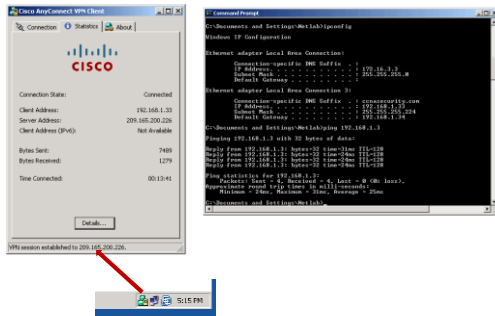 Cisco AnyConnect VPN Client
Connection Statistics About
CISCO
Connection State: Connected
Client Address: 192.168.1.33
Server Address: 209.165.200.226
Client Address (IPv6): Not Available
Bytes Sent: 7489
Bytes Received: 1279
Time Connected: 00:13:41
Details...
VPN session established to 209.165.200.226.
Command Prompt
C:\Documents and Settings\Netlab>ipconfig
Windows IP Configuration
Ethernet adapter Local Area Connection:
Connection-specific DNS Suffix . :
IP Address. . . . . . . . . . . . : 172.16.3.3
Subnet Mask . . . . . . . . . . . : 255.255.255.0
Default Gateway . . . . . . . . . :
Ethernet adapter Local Area Connection 3:
Connection-specific DNS Suffix . : ccnasecurity.com
IP Address. . . . . . . . . . . . : 192.168.1.33
Subnet Mask . . . . . . . . . . . : 255.255.255.224
Default Gateway . . . . . . . . . : 192.168.1.34
C:\Documents and Settings\Netlab>ping 192.168.1.3
Pinging 192.168.1.3 with 32 bytes of data:
Reply from 192.168.1.3: bytes=32 time=31ms TTL=128
Reply from 192.168.1.3: bytes=32 time=24ms TTL=128
Reply from 192.168.1.3: bytes=32 time=24ms TTL=128
Reply from 192.168.1.3: bytes=32 time=24ms TTL=128
Ping statistics for 192.168.1.3:
Packets: Sent = 4, Received = 4, Lost = 0 (0% loss),
Approximate round trip times in milli-seconds:
Minimum = 24ms, Maximum = 31ms, Average = 25ms
C:\Documents and Settings\Netlab>_
5:15 PM